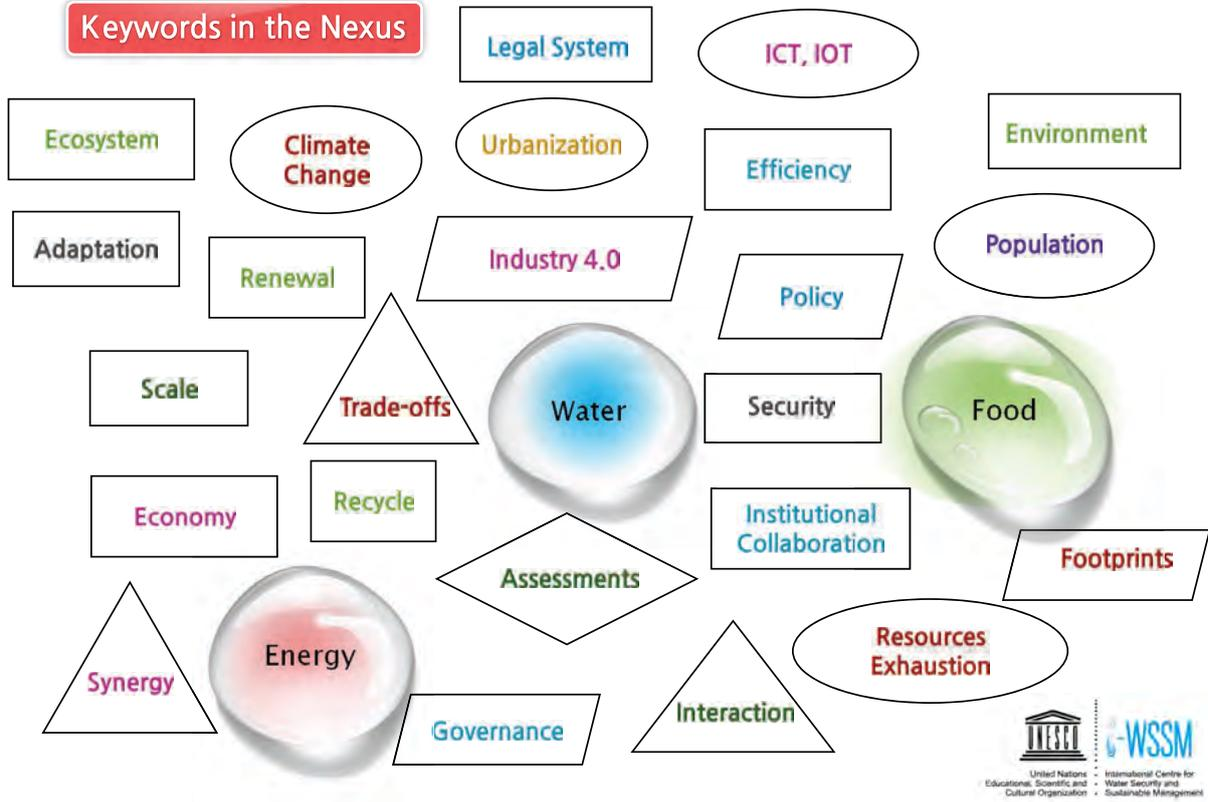 Keywords in the Nexus
Legal System
ICT, IOT
Ecosystem
Climate
Change
Urbanization
Efficiency
Environment
Adaptation
Renewal
Industry 4.0
Policy
Population
Scale
Trade-offs
Water
Security
Food
Economy
Recycle
Institutional
Collaboration
Assessments
Footprints
Synergy
Energy
Governance
Interaction
Resources
Exhaustion
UNESCO
i-WSSM
United Nations
Educational, Scientific and
Cultural Organization
International Centre for
Water Security and
Sustainable Management